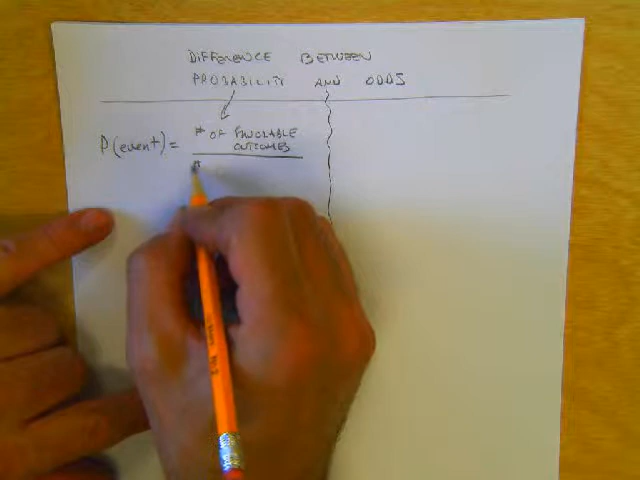 DIFFERENCE BETWEEN
PROBABILITY AND ODDS
P(event) = # OF FAVORABLE
OUTCOMES
#